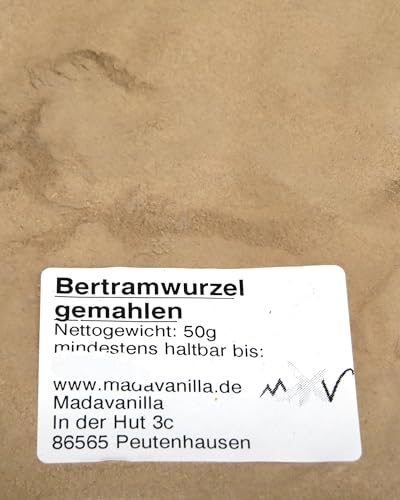 Bertramwurzel
gemahlen
Nettogewicht: 50g
mindestens haltbar bis:
www.madavanilla.de
Madavanilla
In der Hut 3c
86565 Peutenhausen